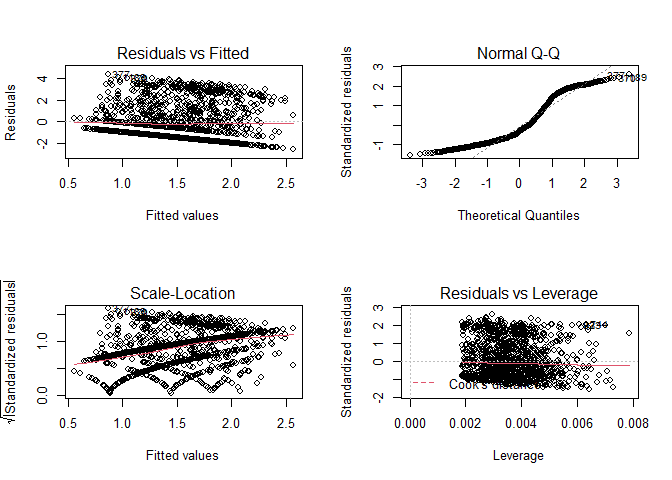 Residuals vs Fitted
Residuals
-2 0 2 4
0.5 1.0 1.5 2.0 2.5
Fitted values
Normal Q-Q
Standardized residuals
-1 1 2 3
-3 -2 -1 0 1 2 3
Theoretical Quantiles
Scale-Location
√|Standardized residuals|
0.0 1.0
0.5 1.0 1.5 2.0 2.5
Fitted values
Residuals vs Leverage
Standardized residuals
-2 0 1 2 3
Cook's distance
0.000 0.002 0.004 0.006 0.008
Leverage